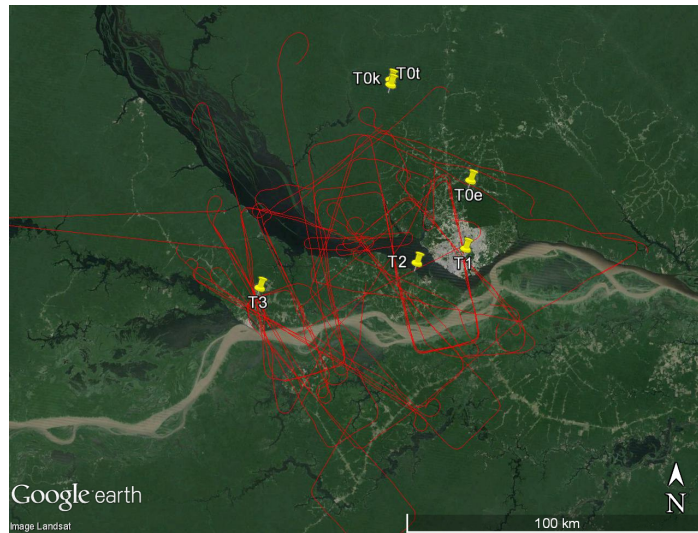 T0k T0t
T0e
T2 T1
T3
Google earth
Image Landsat
N
100 km